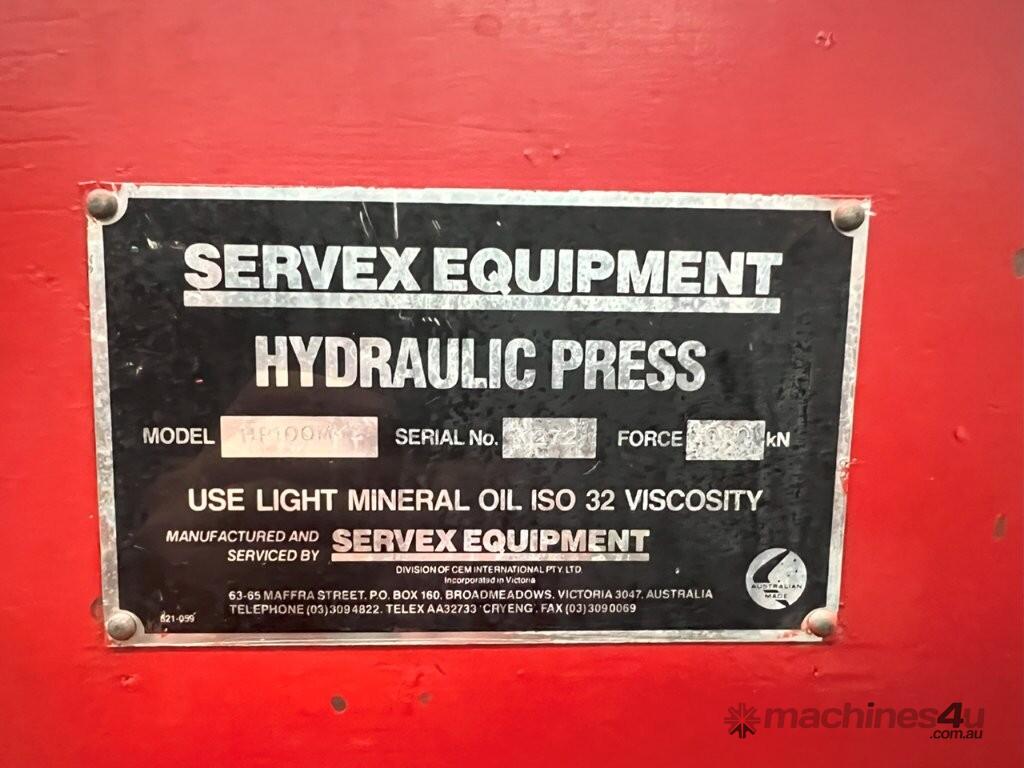 SERVEX EQUIPMENT
HYDRAULIC PRESS
MODEL SERIAL No. FORCE kN
USE LIGHT MINERAL OIL ISO 32 VISCOSITY
MANUFACTURED AND SERVICED BY SERVEX EQUIPMENT
DIVISION OF CEM INTERNATIONAL PTY. LTD.
Incorporated in Victoria
63-65 MAFFRA STREET. P.O. BOX 160, BROADMEADOWS, VICTORIA 3047, AUSTRALIA
TELEPHONE (03) 309 4822. TELEX AA32733 'CRYENG'. FAX (03) 309 0069
AUSTRALIAN
MADE
621-059
machines4u
.com.au